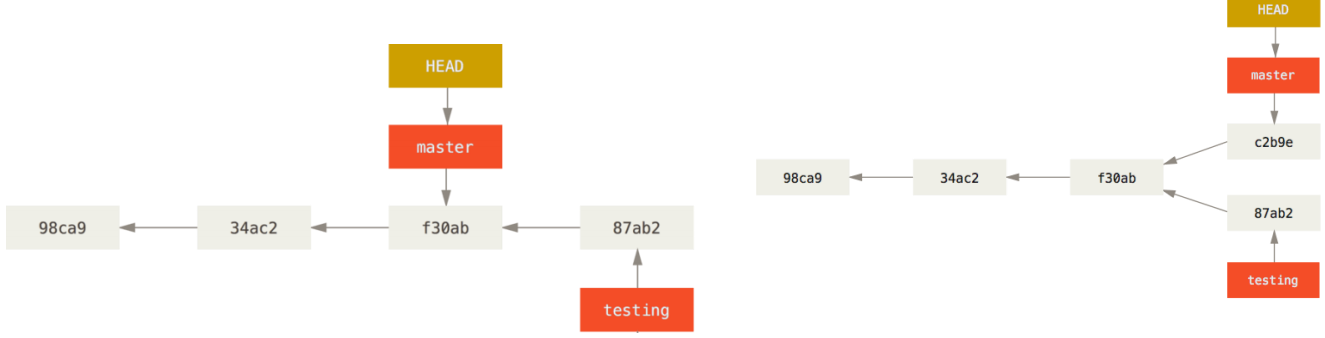 HEAD
master
98ca9
34ac2
f30ab
87ab2
testing
HEAD
master
c2b9e
98ca9
34ac2
f30ab
87ab2
testing